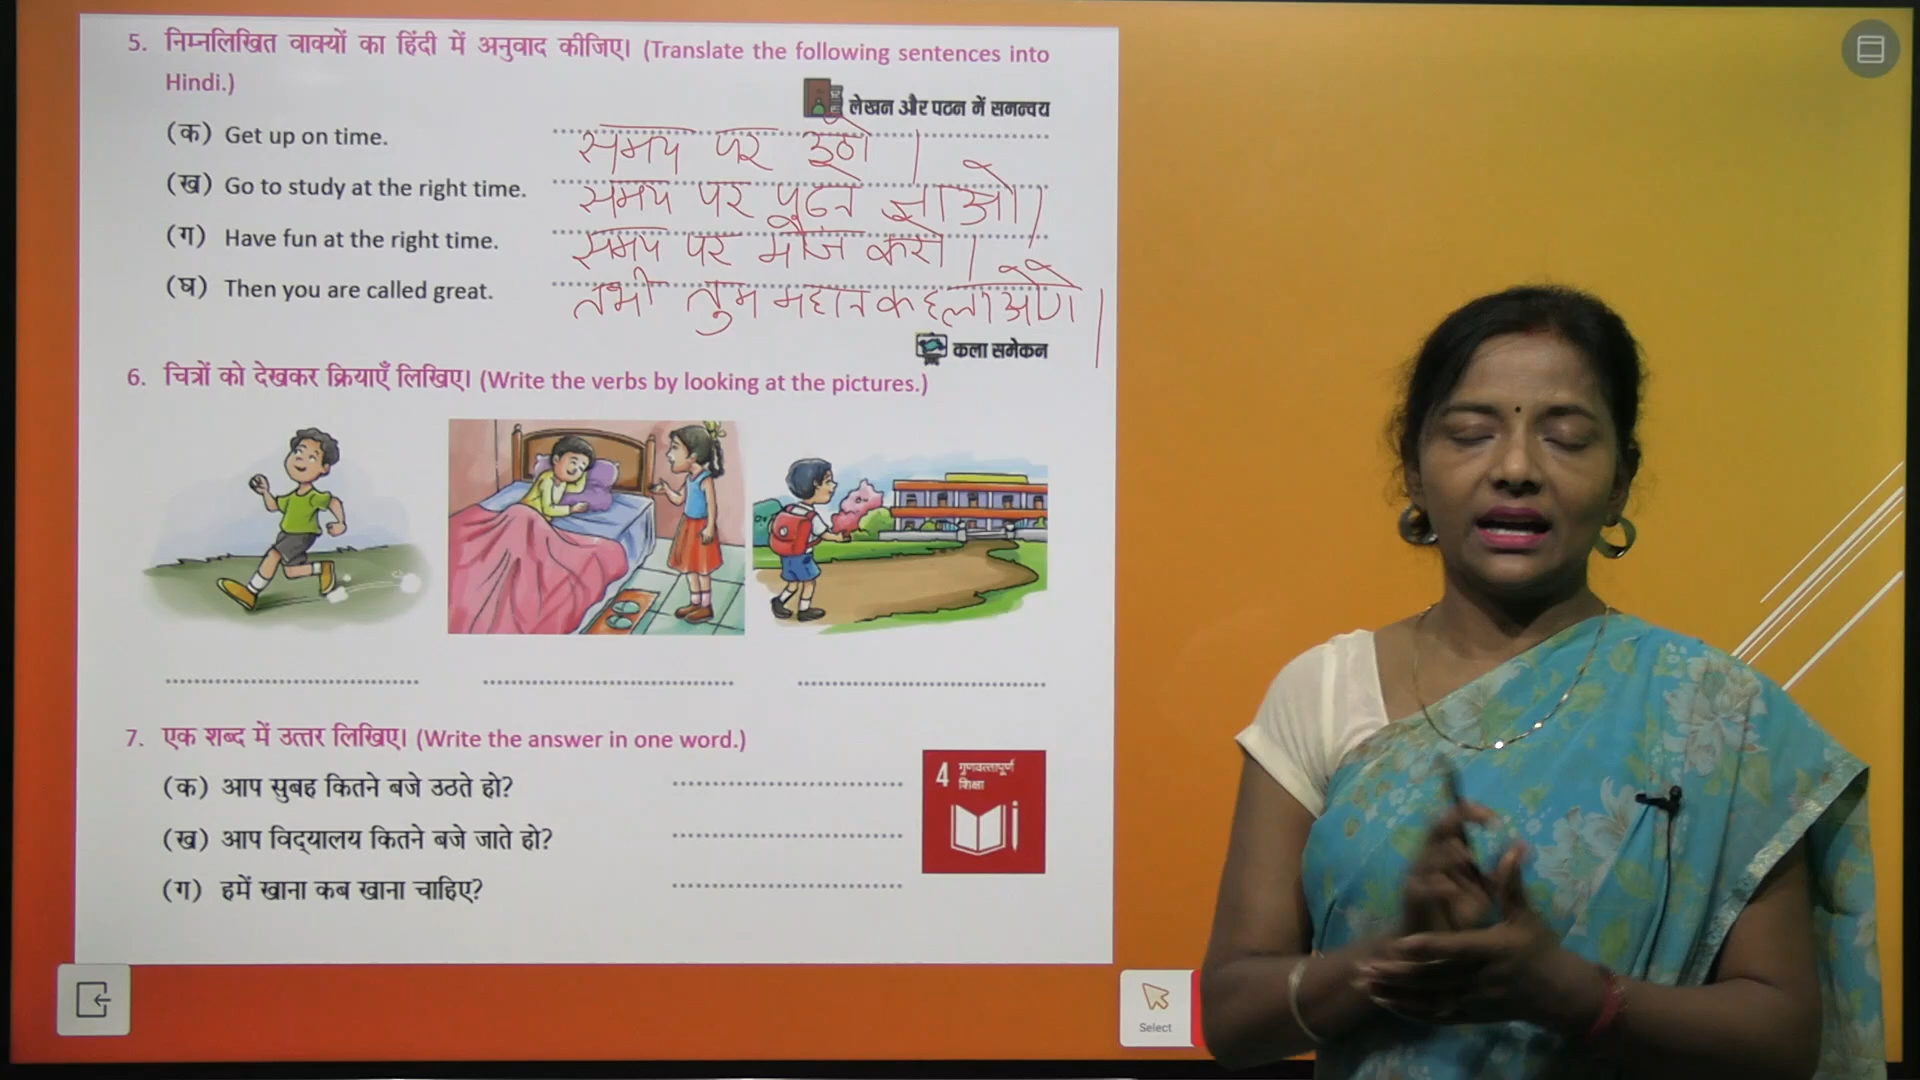 5. निम्नलिखित वाक्यों का हिंदी में अनुवाद कीजिए। (Translate the following sentences into
Hindi.)
लेखन और पठन में समन्वय
(क) Get up on time. समय पर उठो।
(ख) Go to study at the right time. समय पर पढ़ने जाओ।
(ग) Have fun at the right time. समय पर मौज़ करो।
(घ) Then you are called great. तभी तुम महान कहलाओगे।
कला समेकन
6. चित्रों को देखकर क्रियाएँ लिखिए। (Write the verbs by looking at the pictures.)
7. एक शब्द में उत्तर लिखिए। (Write the answer in one word.)
(क) आप सुबह कितने बजे उठते हो?
(ख) आप विद्‌यालय कितने बजे जाते हो?
(ग) हमें खाना कब खाना चाहिए?
4 गुणवत्तापूर्ण
शिक्षा
Select